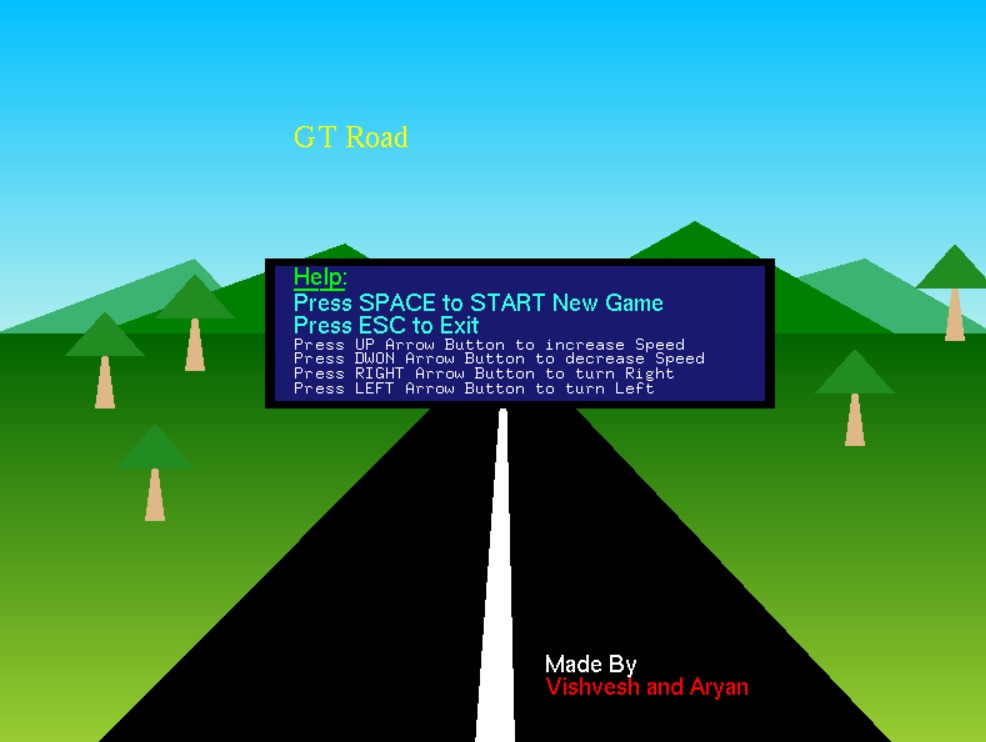 GT Road
Help:
Press SPACE to START New Game
Press ESC to Exit
Press UP Arrow Button to increase Speed
Press DWON Arrow Button to decrease Speed
Press RIGHT Arrow Button to turn Right
Press LEFT Arrow Button to turn Left
Made By
Vishvesh and Aryan